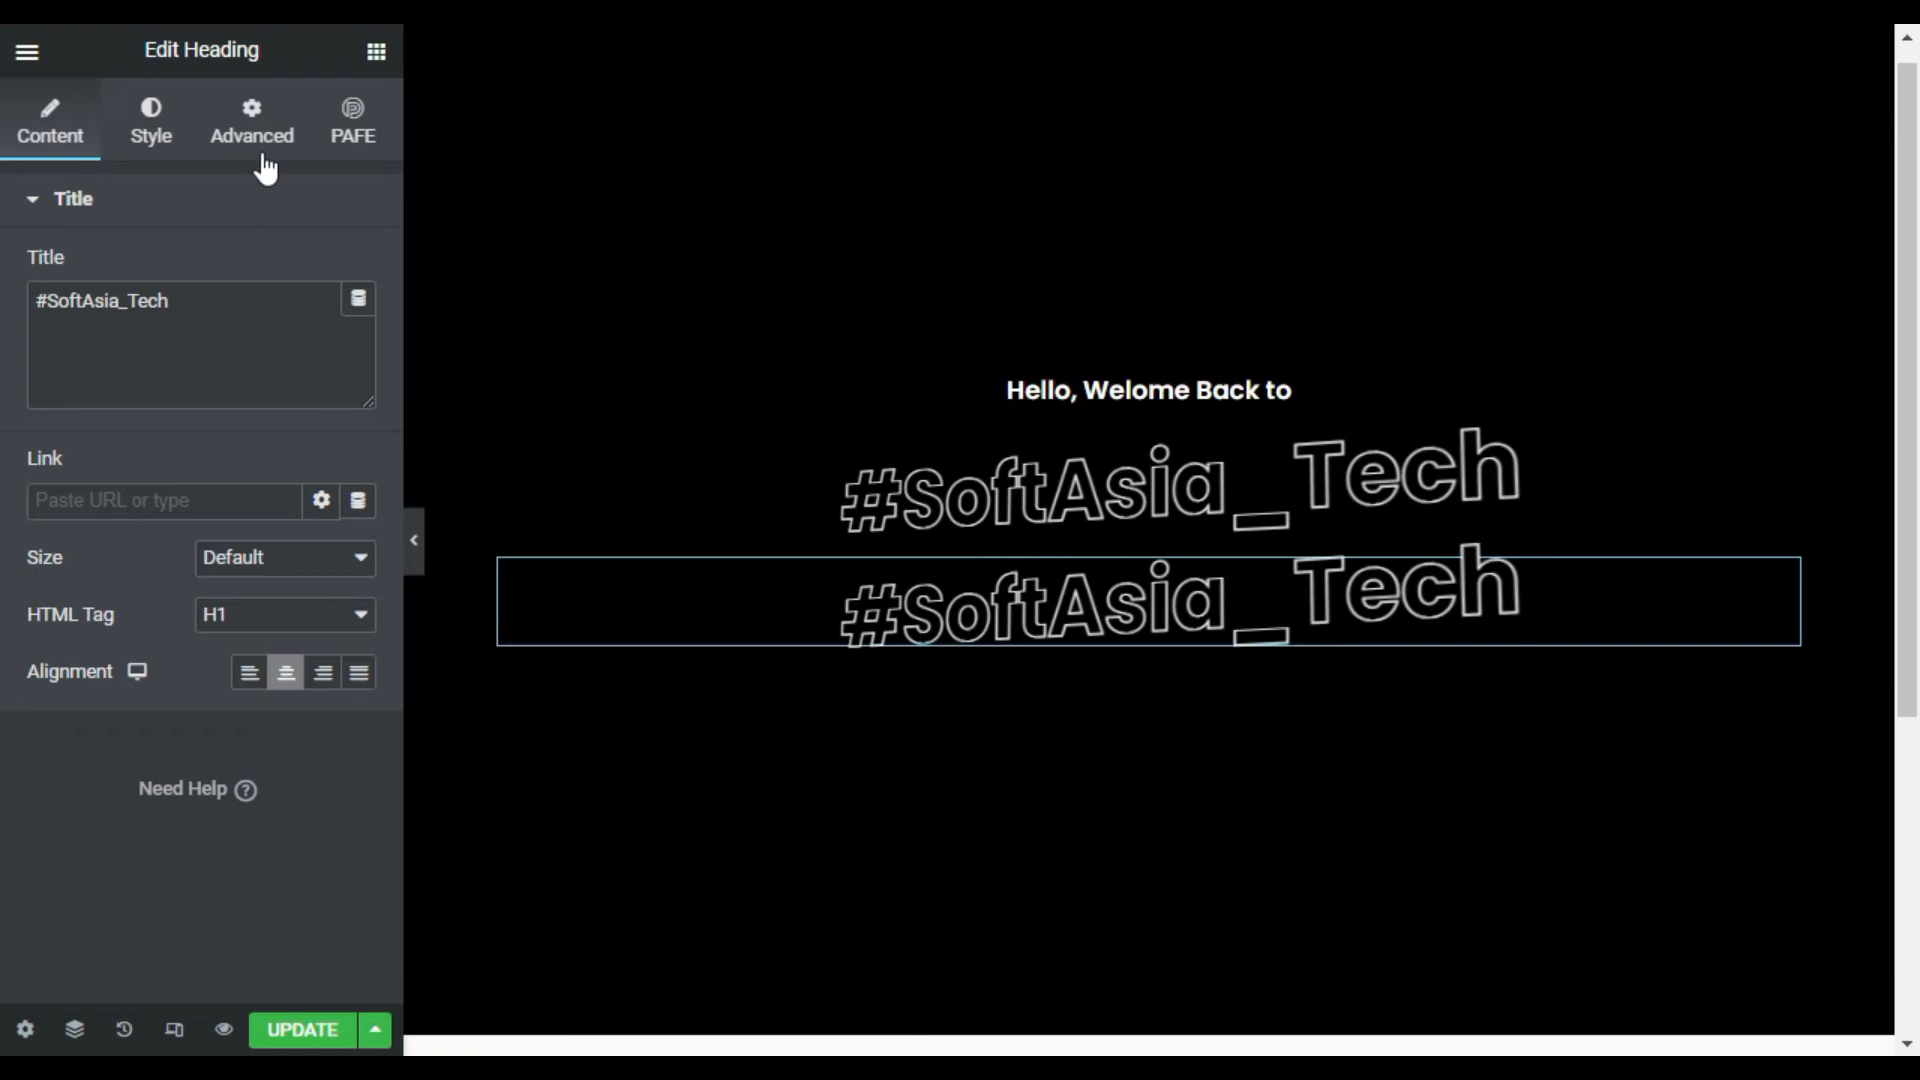 Edit Heading
Content
Style
Advanced
PAFE
Title
Title
#SoftAsia_Tech
Link
Paste URL or type
Size
Default
HTML Tag
H1
Alignment
Need Help ?
UPDATE
Hello, Welome Back to
#SoftAsia_Tech
#SoftAsia_Tech